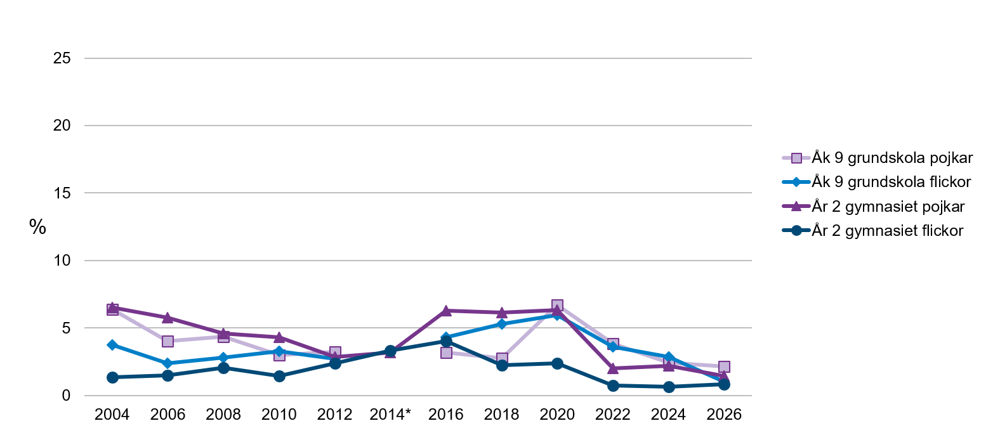 25
20
15
10
5
0
%
2004 2006 2008 2010 2012 2014* 2016 2018 2020 2022 2024 2026
Åk 9 grundskola pojkar
Åk 9 grundskola flickor
År 2 gymnasiet pojkar
År 2 gymnasiet flickor